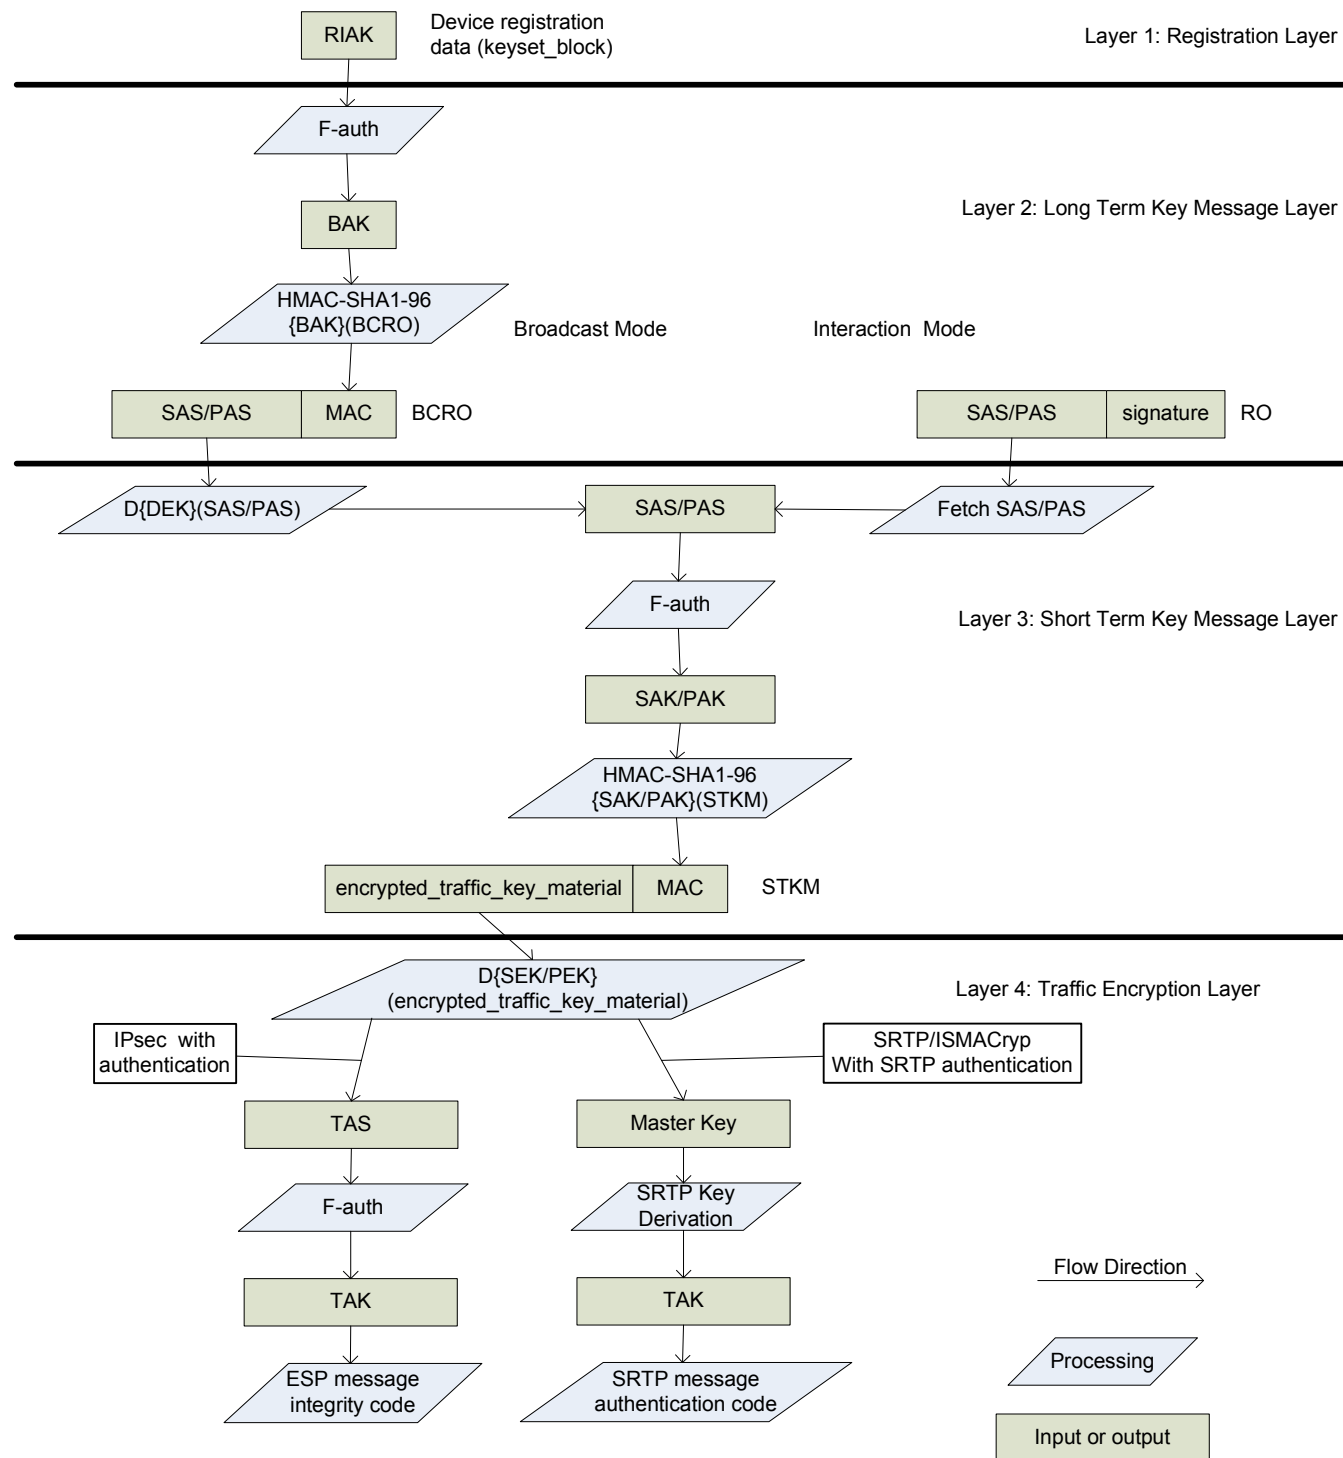 RIAK
Device registration
data (keyset_block)
Layer 1: Registration Layer
F-auth
Layer 2: Long Term Key Message Layer
BAK
HMAC-SHA1-96
{BAK}(BCRO)
Broadcast Mode
Interaction Mode
SAS/PAS
MAC
BCRO
SAS/PAS
signature
RO
D{DEK}(SAS/PAS)
SAS/PAS
Fetch SAS/PAS
F-auth
Layer 3: Short Term Key Message Layer
SAK/PAK
HMAC-SHA1-96
{SAK/PAK}(STKM)
encrypted_traffic_key_material
MAC
STKM
D{SEK/PEK}
(encrypted_traffic_key_material)
Layer 4: Traffic Encryption Layer
IPsec with
authentication
SRTP/ISMACryp
With SRTP authentication
TAS
Master Key
F-auth
SRTP Key
Derivation
Flow Direction
TAK
TAK
Processing
ESP message
integrity code
SRTP message
authentication code
Input or output